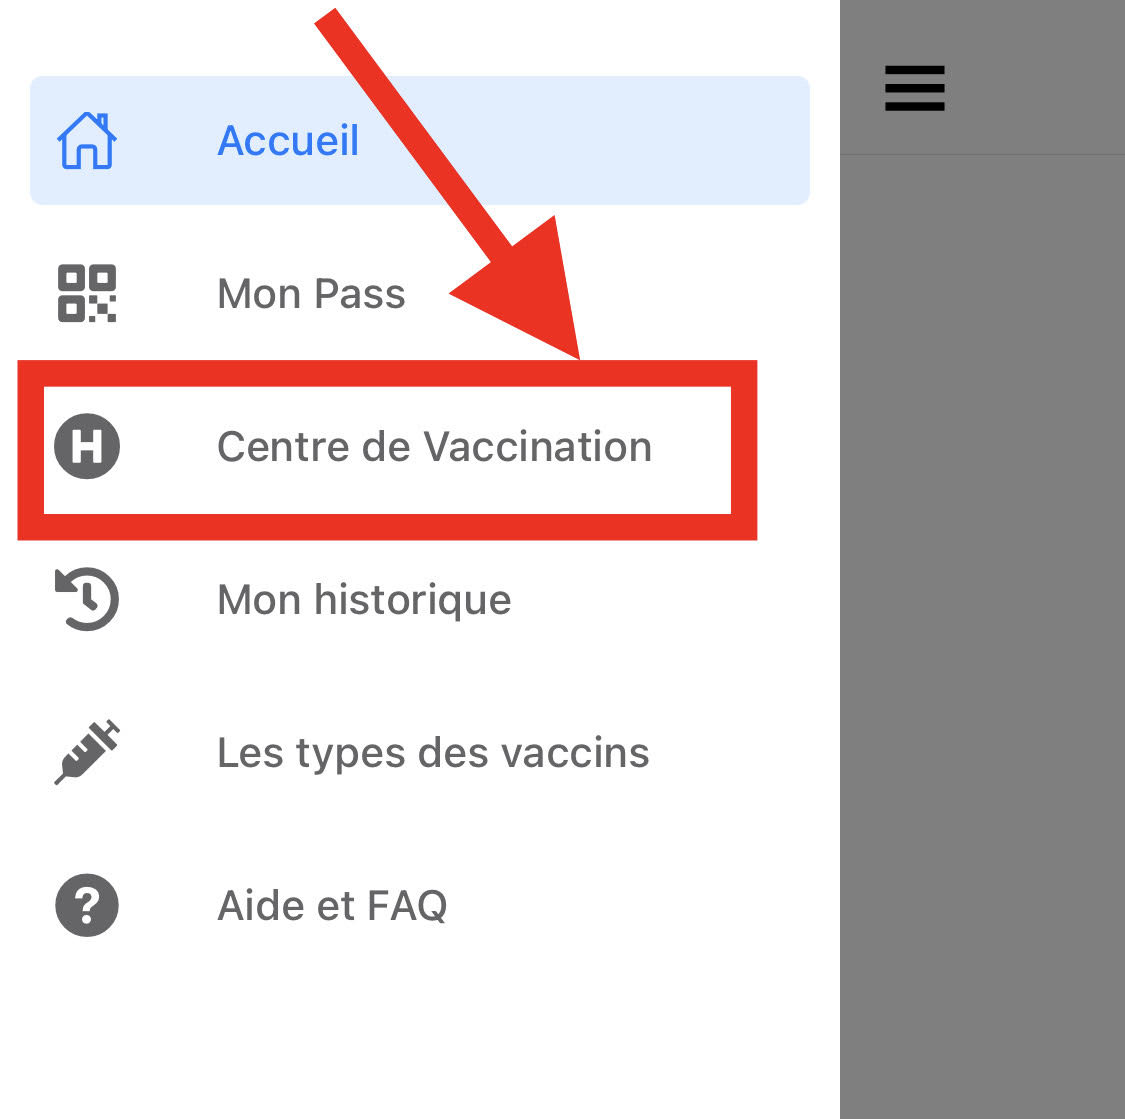 Accueil
Mon Pass
H
Centre de Vaccination
Mon historique
Les types des vaccins
?
Aide et FAQ